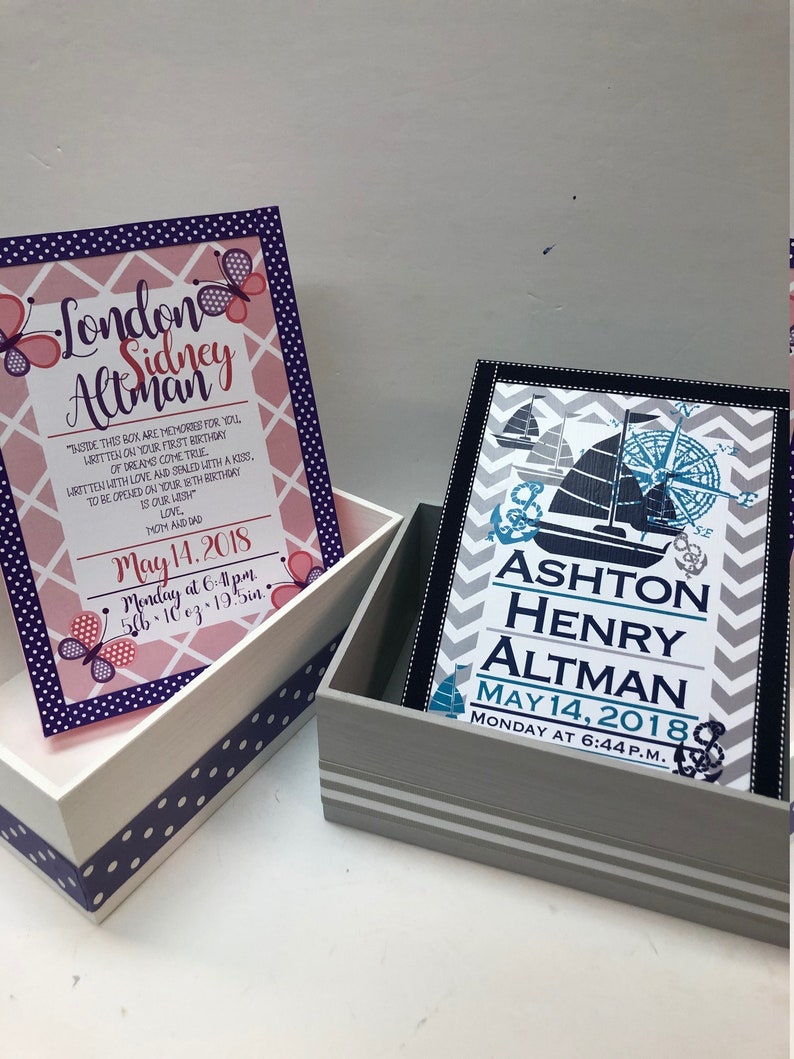 London
Sidney
Altman
"INSIDE THIS BOX ARE MEMORIES FOR YOU,
WRITTEN ON YOUR FIRST BIRTHDAY
OF DREAMS COME TRUE.
WRITTEN WITH LOVE AND SEALED WITH A KISS,
TO BE OPENED ON YOUR 18TH BIRTHDAY
IS OUR WISH"
LOVE,
MOM AND DAD
May 14, 2018
Monday at 6:41 p.m.
5lb • 10 oz • 19.5in.
ASHTON
HENRY
ALTMAN
MAY 14, 2018
MONDAY AT 6:44 P.M.